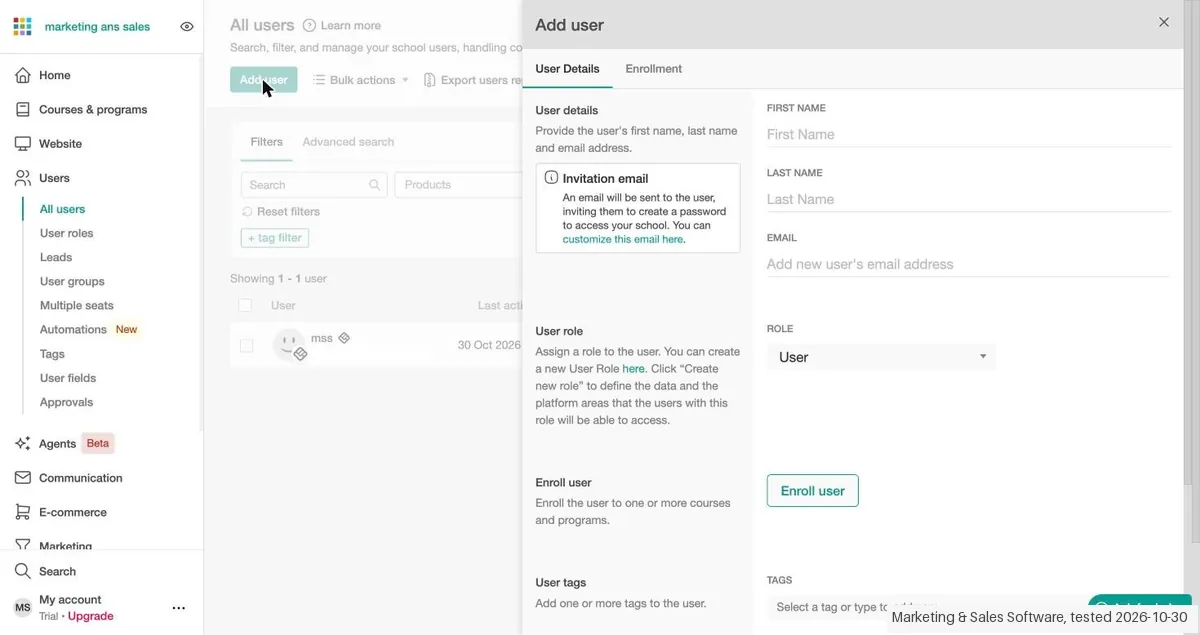 marketing ans sales
Home
Courses & programs
Website
Users
All users
User roles
Leads
User groups
Multiple seats
Automations New
Tags
User fields
Approvals
Agents Beta
Communication
E-commerce
Marketing
Search
MS
My account
Trial • Upgrade
All users
? Learn more
Search, filter, and manage your school users, handling co
Add user
Bulk actions
Export users re
Filters
Advanced search
Search
Products
Reset filters
+ tag filter
Showing 1 - 1 user
User
Last acti
mss
30 Oct 2026
Add user
User Details
Enrollment
User details
Provide the user's first name, last name
and email address.
Invitation email
An email will be sent to the user,
inviting them to create a password
to access your school. You can
customize this email here.
FIRST NAME
First Name
LAST NAME
Last Name
EMAIL
Add new user's email address
User role
Assign a role to the user. You can create
a new User Role here. Click “Create
new role” to define the data and the
platform areas that the users with this
role will be able to access.
ROLE
User
Enroll user
Enroll the user to one or more courses
and programs.
Enroll user
User tags
Add one or more tags to the user.
TAGS
Select a tag or type to
Marketing & Sales Software, tested 2026-10-30